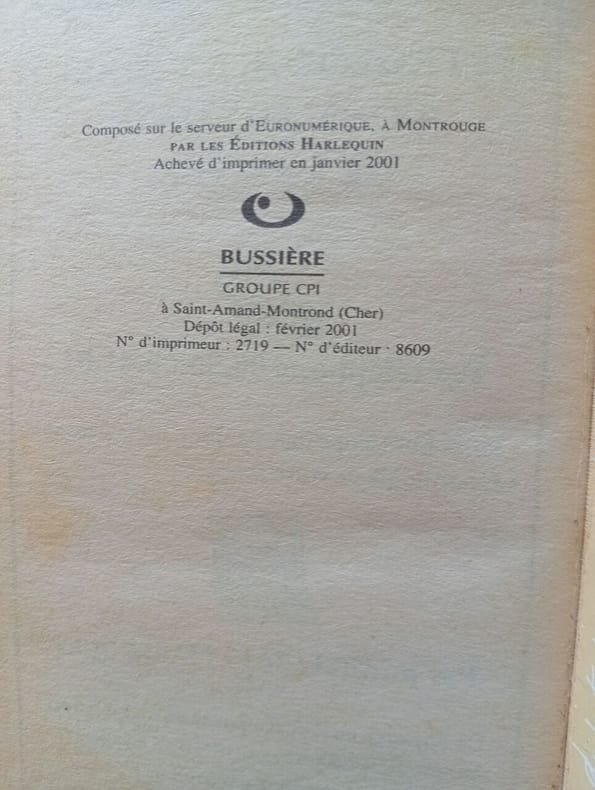 Composé sur le serveur d'EURONUMÉRIQUE, À MONTROUGE
PAR LES ÉDITIONS HARLEQUIN
Achevé d'imprimer en janvier 2001
BUSSIÈRE
GROUPE CPI
à Saint-Amand-Montrond (Cher)
Dépôt légal : février 2001
N° d'imprimeur : 2719 — N° d'éditeur : 8609